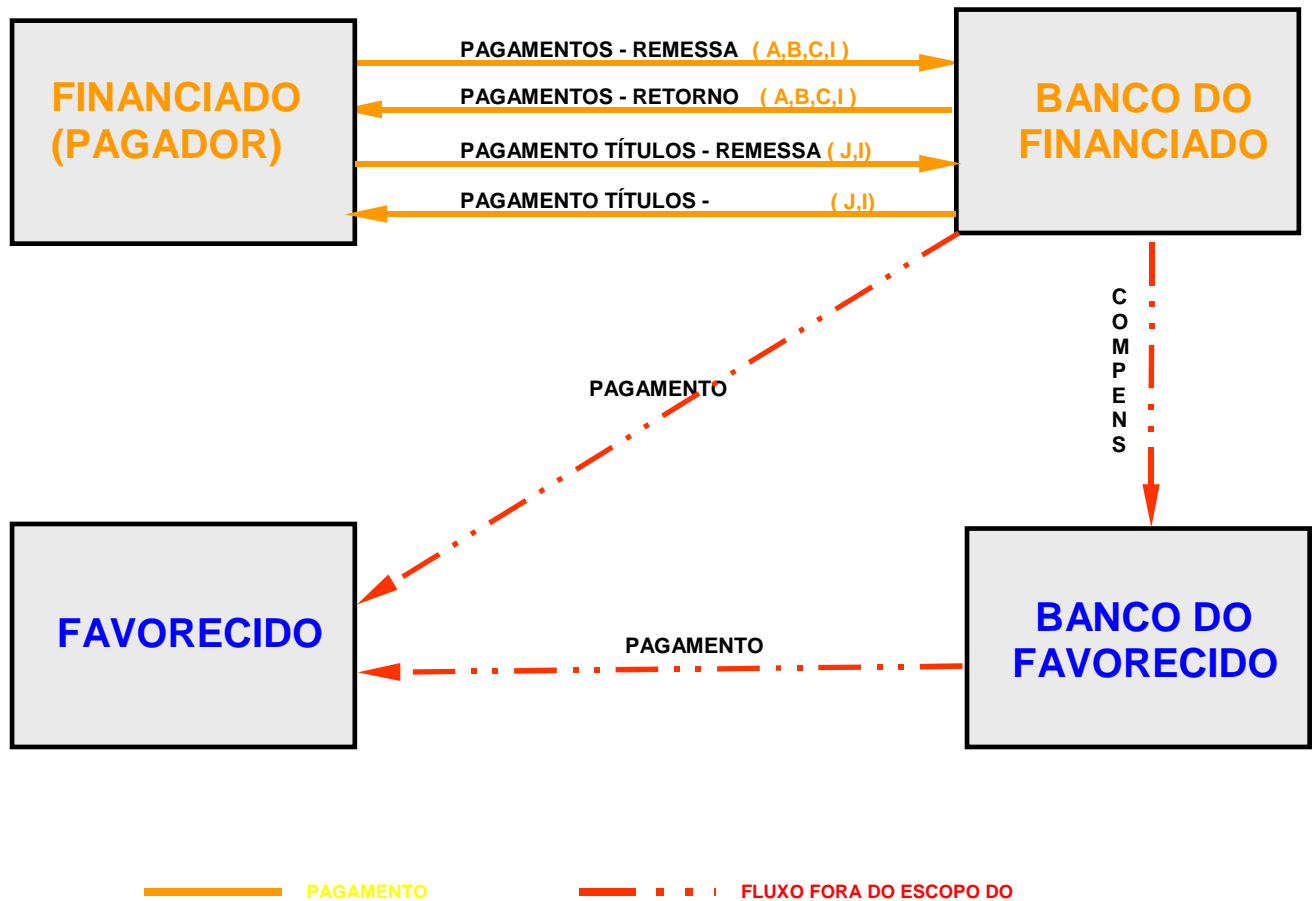 PAGAMENTOS - REMESSA ( A,B,C,I )
FINANCIADO
(PAGADOR)
PAGAMENTOS - RETORNO ( A,B,C,I )
BANCO DO
FINANCIADO
PAGAMENTO TÍTULOS - REMESSA ( J,I)
PAGAMENTO TÍTULOS - ( J,I)
C
O
M
P
E
N
S
PAGAMENTO
FAVORECIDO
PAGAMENTO
BANCO DO
FAVORECIDO
PAGAMENTO
FLUXO FORA DO ESCOPO DO